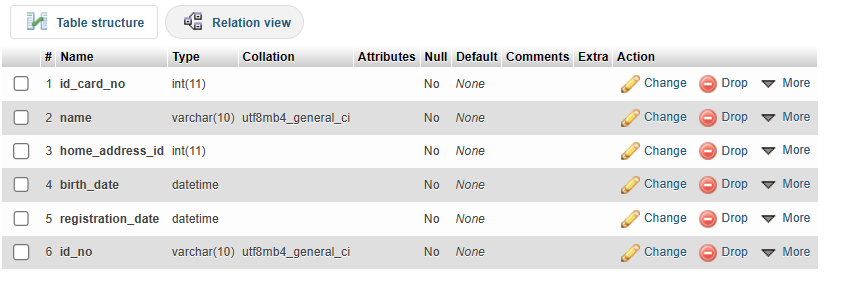 Table structure Relation view
# Name Type Collation Attributes Null Default Comments Extra Action
1 id_card_no int(11) No None Change Drop More
2 name varchar(10) utf8mb4_general_ci No None Change Drop More
3 home_address_id int(11) No None Change Drop More
4 birth_date datetime No None Change Drop More
5 registration_date datetime No None Change Drop More
6 id_no varchar(10) utf8mb4_general_ci No None Change Drop More